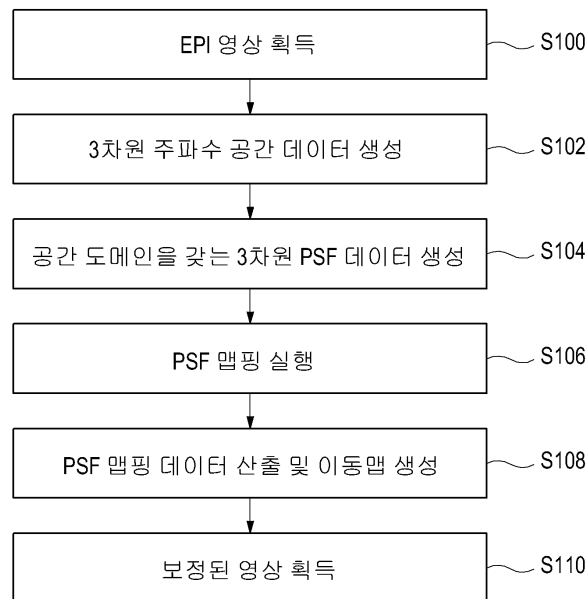 EPI 영상 획득
S100
3차원 주파수 공간 데이터 생성
S102
공간 도메인을 갖는 3차원 PSF 데이터 생성
S104
PSF 맵핑 실행
S106
PSF 맵핑 데이터 산출 및 이동맵 생성
S108
보정된 영상 획득
S110